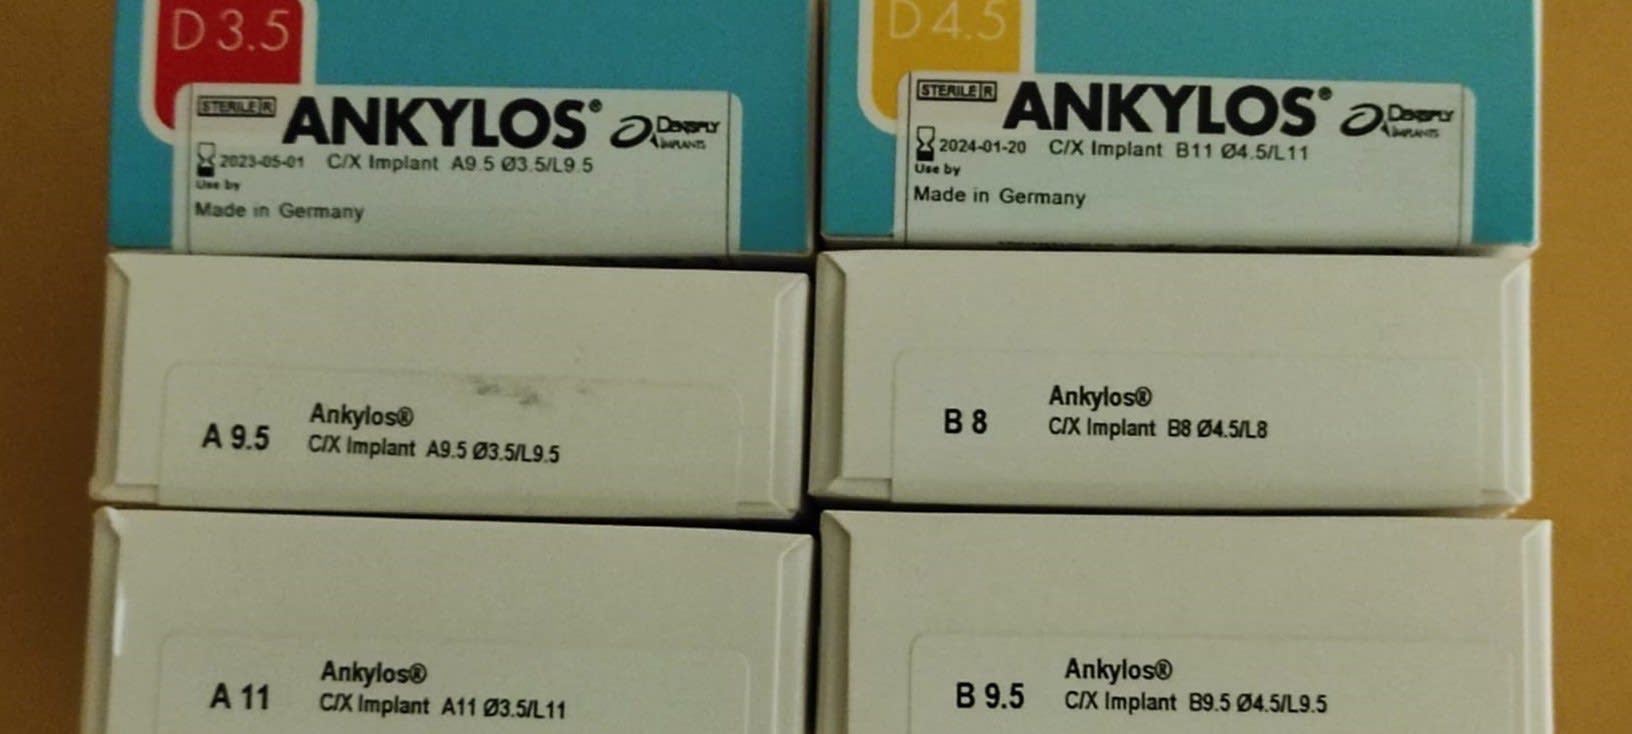 D 3.5
STERILE R ANKYLOS® DENTSPLY IMPLANTS
2023-05-01 C/X Implant A9.5 Ø3.5/L9.5
Use by
Made in Germany
D 4.5
STERILE R ANKYLOS® DENTSPLY IMPLANTS
2024-01-20 C/X Implant B11 Ø4.5/L11
Use by
Made in Germany
A 9.5 Ankylos®
C/X Implant A9.5 Ø3.5/L9.5
B 8 Ankylos®
C/X Implant B8 Ø4.5/L8
A 11 Ankylos®
C/X Implant A11 Ø3.5/L11
B 9.5 Ankylos®
C/X Implant B9.5 Ø4.5/L9.5